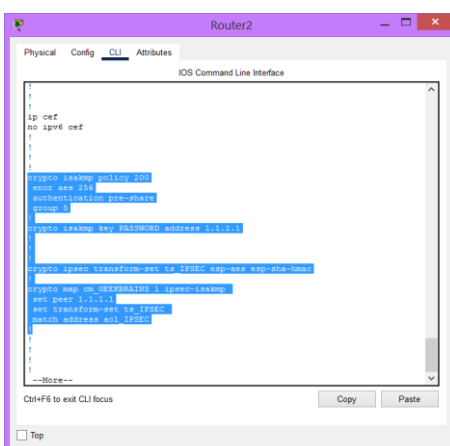 Router2
Physical Config CLI Attributes
IOS Command Line Interface
!
!
!
ip cef
no ipv6 cef
!
!
!
!
crypto isakmp policy 200
encr aes 256
authentication pre-share
group 5
!
crypto isakmp key PASSWORD address 1.1.1.1
!
!
!
crypto ipsec transform-set ts_IPSEC esp-aes esp-sha-hmac
!
crypto map cm_GEEKBRAINS 1 ipsec-isakmp
set peer 1.1.1.1
set transform-set ts_IPSEC
match address acl_IPSEC
!
!
!
!
!
--More--
Ctrl+F6 to exit CLI focus
Copy Paste
Top